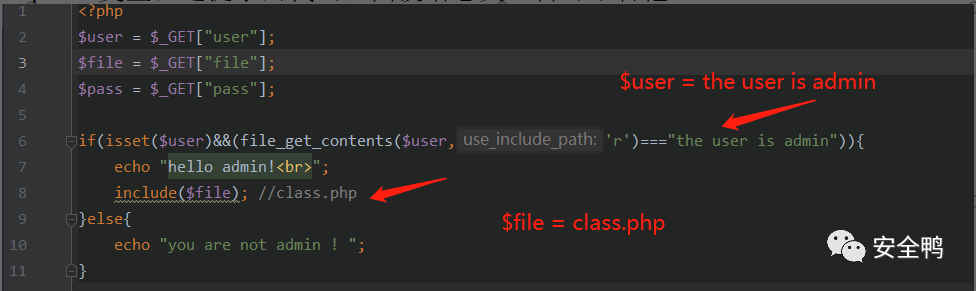 1 <?php
2 $user = $_GET["user"];
3 $file = $_GET["file"];
4 $pass = $_GET["pass"];
$user = the user is admin
5
6 if(isset($user)&&(file_get_contents($user, use_include_path: 'r')==="the user is admin")){
7 echo "hello admin!<br>";
8 include($file); //class.php
$file = class.php
9 }else{
10 echo "you are not admin ! ";
11 }
安全鸭